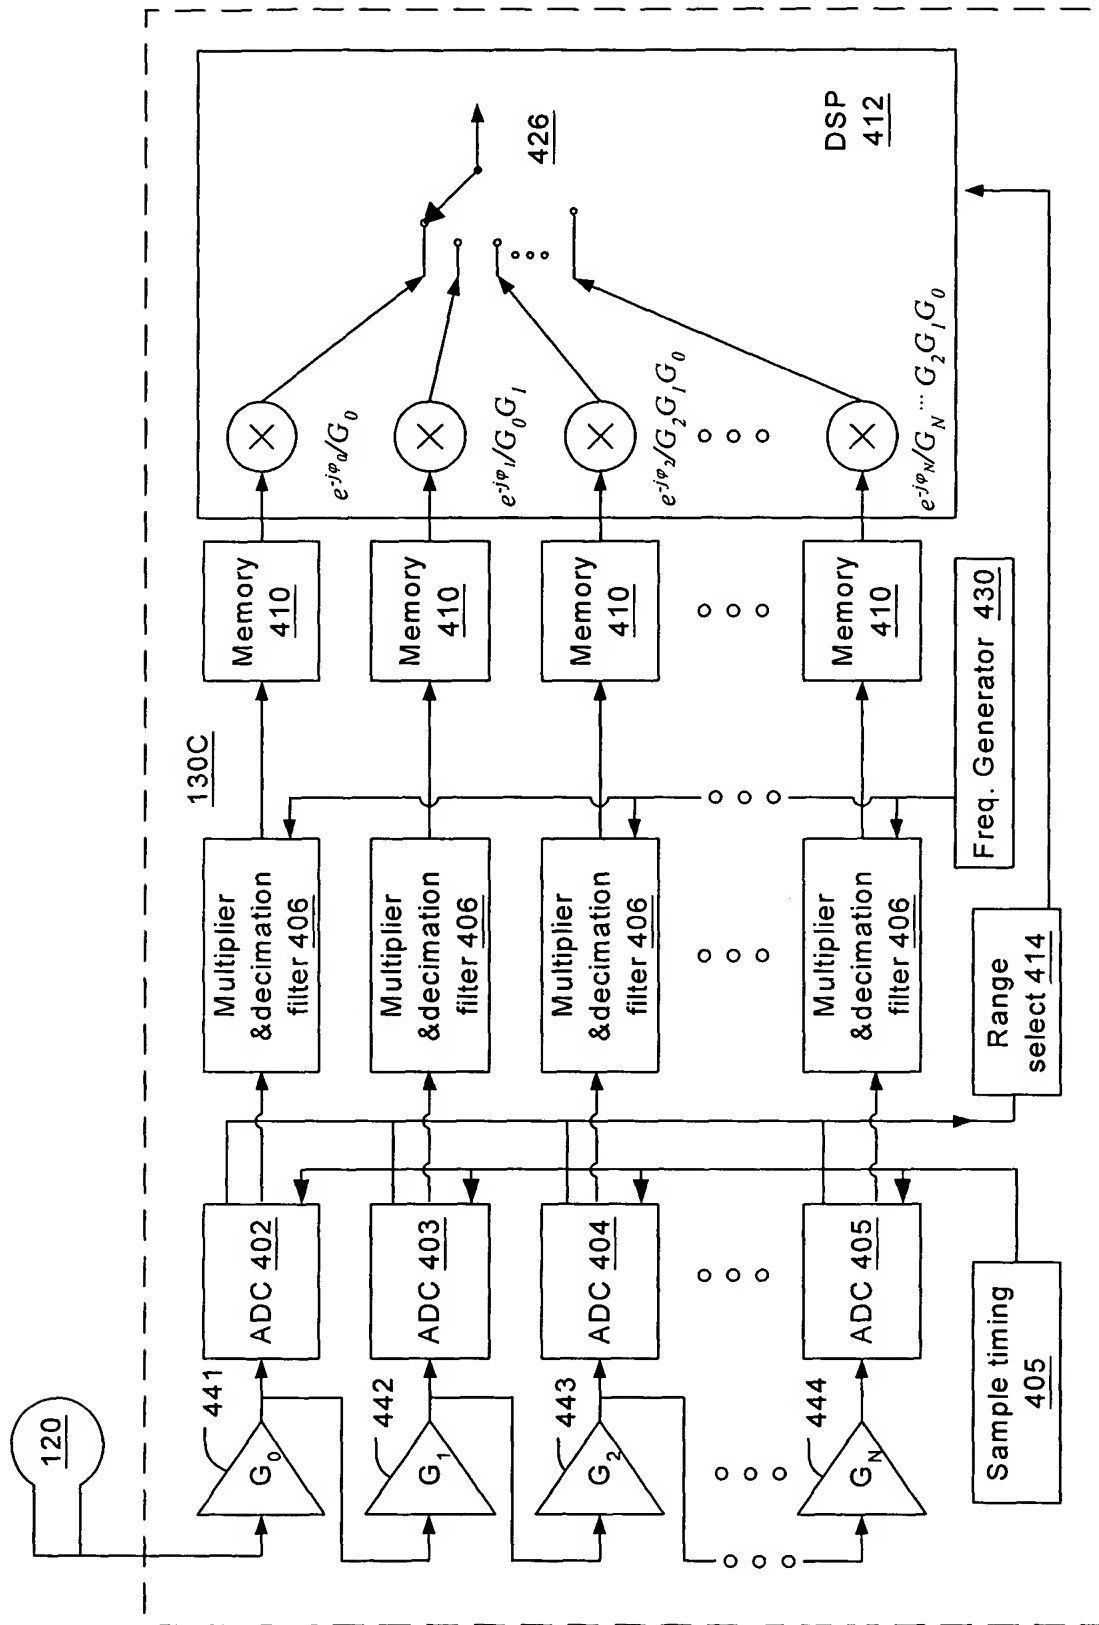 120
130C
441
G0
ADC 402
Multiplier
&decimation
filter 406
Memory
410
e^-jφ0/G0
442
G1
ADC 403
Multiplier
&decimation
filter 406
Memory
410
e^-jφ1/G0G1
443
G2
ADC 404
Multiplier
&decimation
filter 406
Memory
410
e^-jφ2/G2G1G0
444
GN
ADC 405
Multiplier
&decimation
filter 406
Memory
410
e^-jφN/GN ... G2G1G0
426
DSP
412
Sample timing
405
Range
select 414
Freq. Generator 430